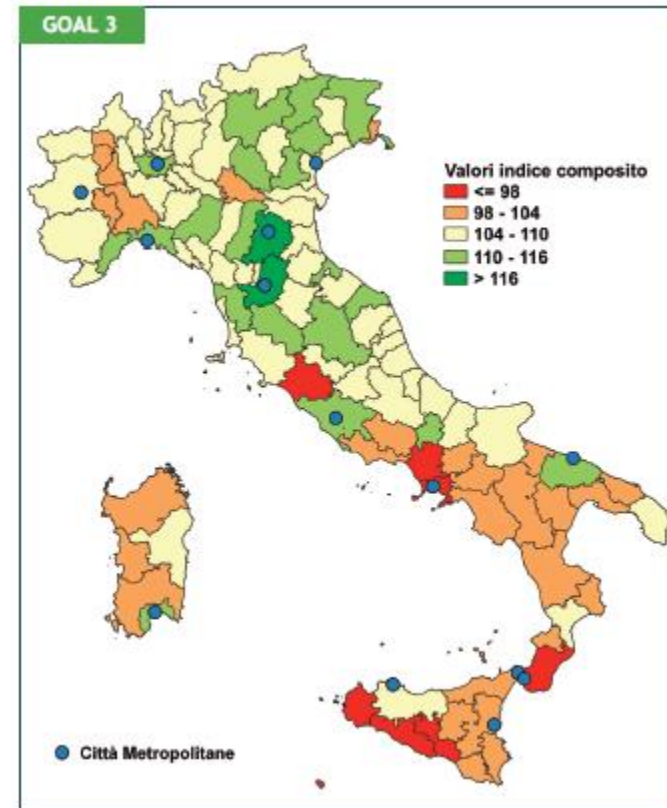 GOAL 3
Valori indice composito
<= 98
98 - 104
104 - 110
110 - 116
> 116
Città Metropolitane